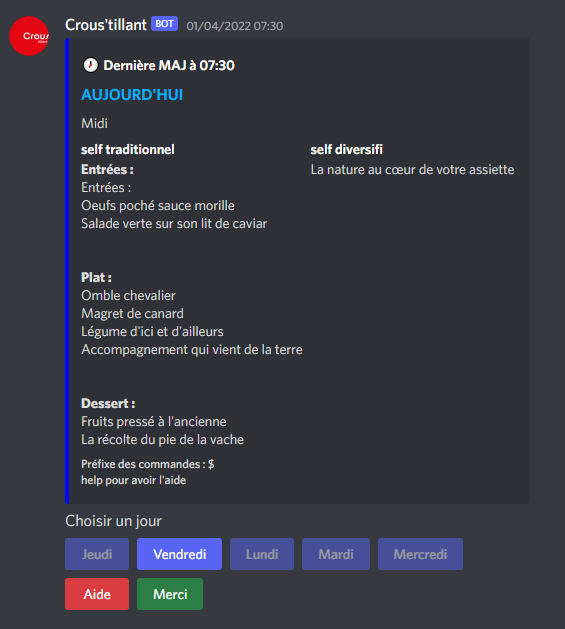 Crous'tillant BOT 01/04/2022 07:30
Crous
Dernière MAJ à 07:30
AUJOURD'HUI
Midi
self traditionnel
Entrées :
Entrées :
Oeufs poché sauce morille
Salade verte sur son lit de caviar
Plat :
Omble chevalier
Magret de canard
Légume d'ici et d'ailleurs
Accompagnement qui vient de la terre
Dessert :
Fruits pressé à l'ancienne
La récolte du pie de la vache
self diversifi
La nature au cœur de votre assiette
Préfixe des commandes : $
help pour avoir l'aide
Choisir un jour
Jeudi
Vendredi
Lundi
Mardi
Mercredi
Aide
Merci